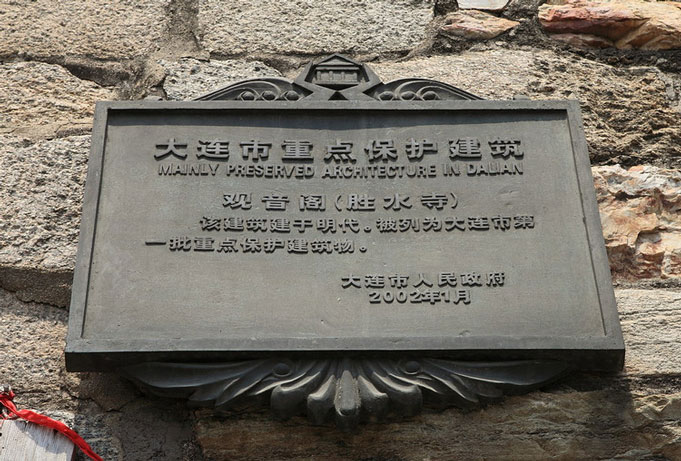 大连市重点保护建筑
MAINLY PRESERVED ARCHITECTURE IN DALIAN
观音阁(胜水寺)
该建筑建于明代。被列为大连市第
一批重点保护建筑物。
大连市人民政府
2002年1月